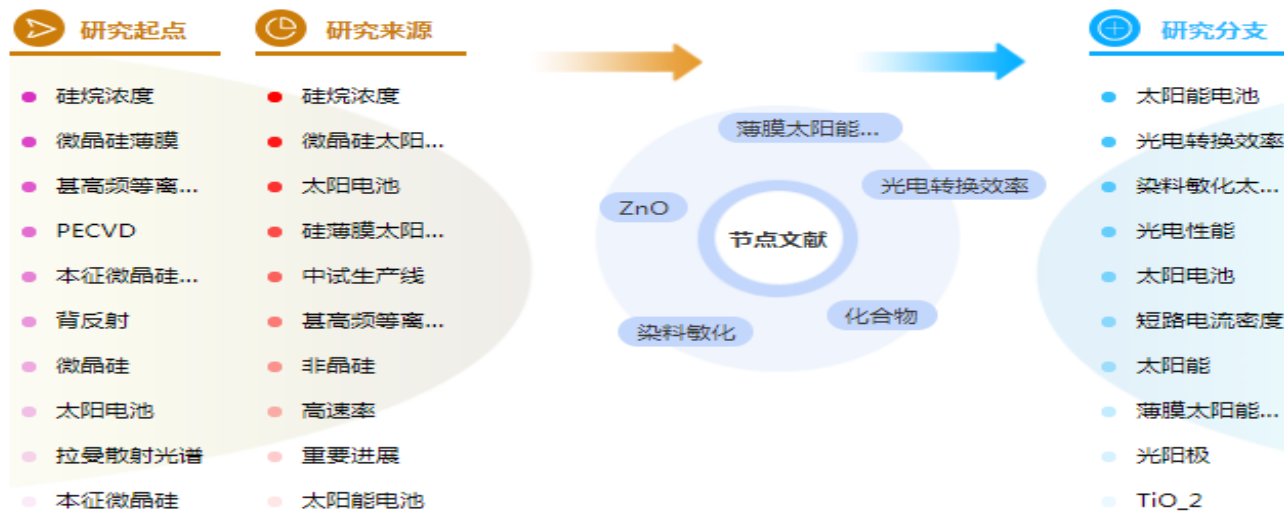 研究起点
硅烷浓度
微晶硅薄膜
甚高频等离...
PECVD
本征微晶硅...
背反射
微晶硅
太阳电池
拉曼散射光谱
本征微晶硅
研究来源
硅烷浓度
微晶硅太阳...
太阳电池
硅薄膜太阳...
中试生产线
甚高频等离...
非晶硅
高速率
重要进展
太阳能电池
薄膜太阳能...
光电转换效率
ZnO
节点文献
化合物
染料敏化
研究分支
太阳能电池
光电转换效率
染料敏化太...
光电性能
太阳电池
短路电流密度
太阳能
薄膜太阳能...
光阳极
TiO_2